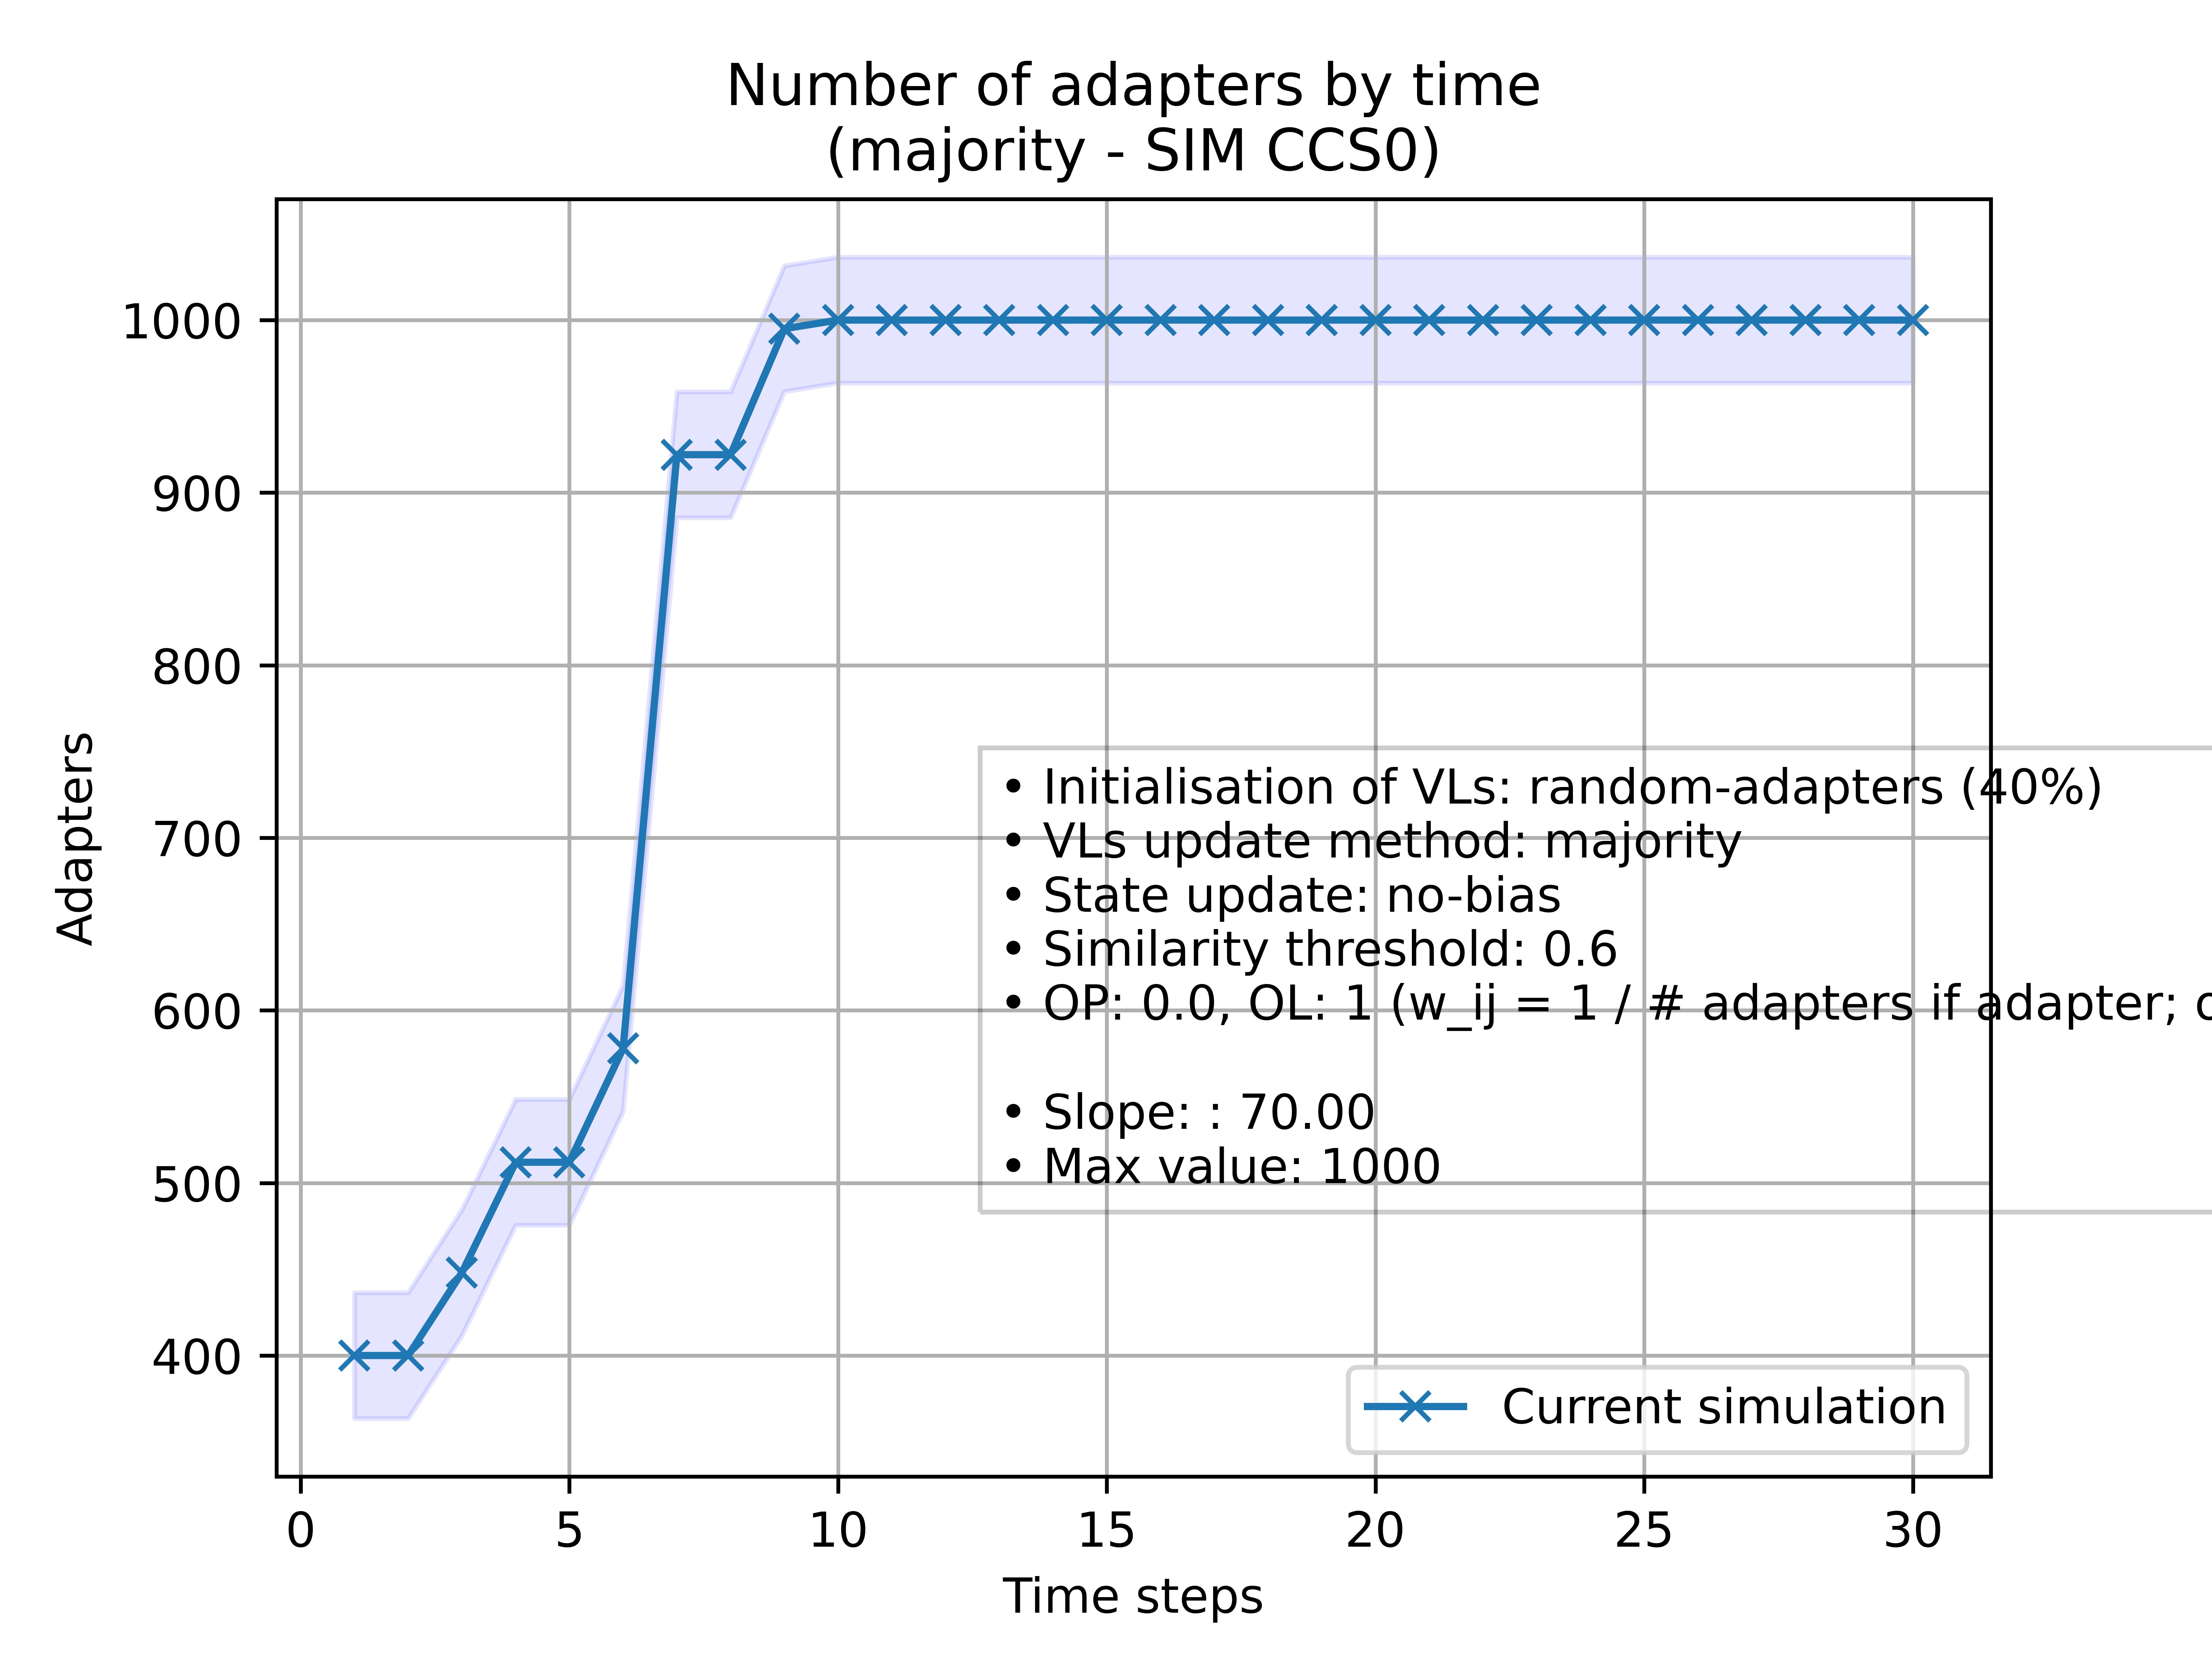 Number of adapters by time
(majority - SIM CCS0)
1000
900
800
700
600
500
400
Adapters
• Initialisation of VLs: random-adapters (40%)
• VLs update method: majority
• State update: no-bias
• Similarity threshold: 0.6
• OP: 0.0, OL: 1 (w_ij = 1 / # adapters if adapter;
• Slope: : 70.00
• Max value: 1000
Current simulation
0 5 10 15 20 25 30
Time steps